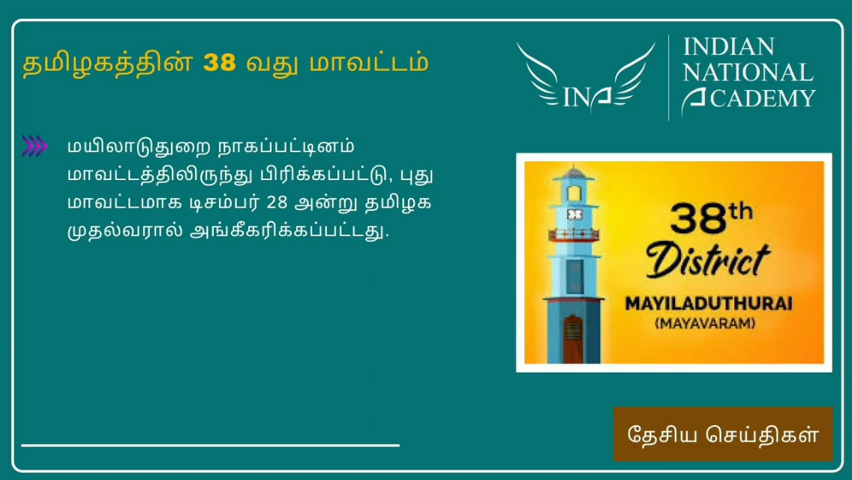 தமிழகத்தின் 38 வது மாவட்டம்
INDIAN
NATIONAL
ACADEMY
INA
மயிலாடுதுறை நாகப்பட்டினம்
மாவட்டத்திலிருந்து பிரிக்கப்பட்டு, புது
மாவட்டமாக டிசம்பர் 28 அன்று தமிழக
முதல்வரால் அங்கீகரிக்கப்பட்டது.
38th
District
MAYILADUTHURAI
(MAYAVARAM)
தேசிய செய்திகள்